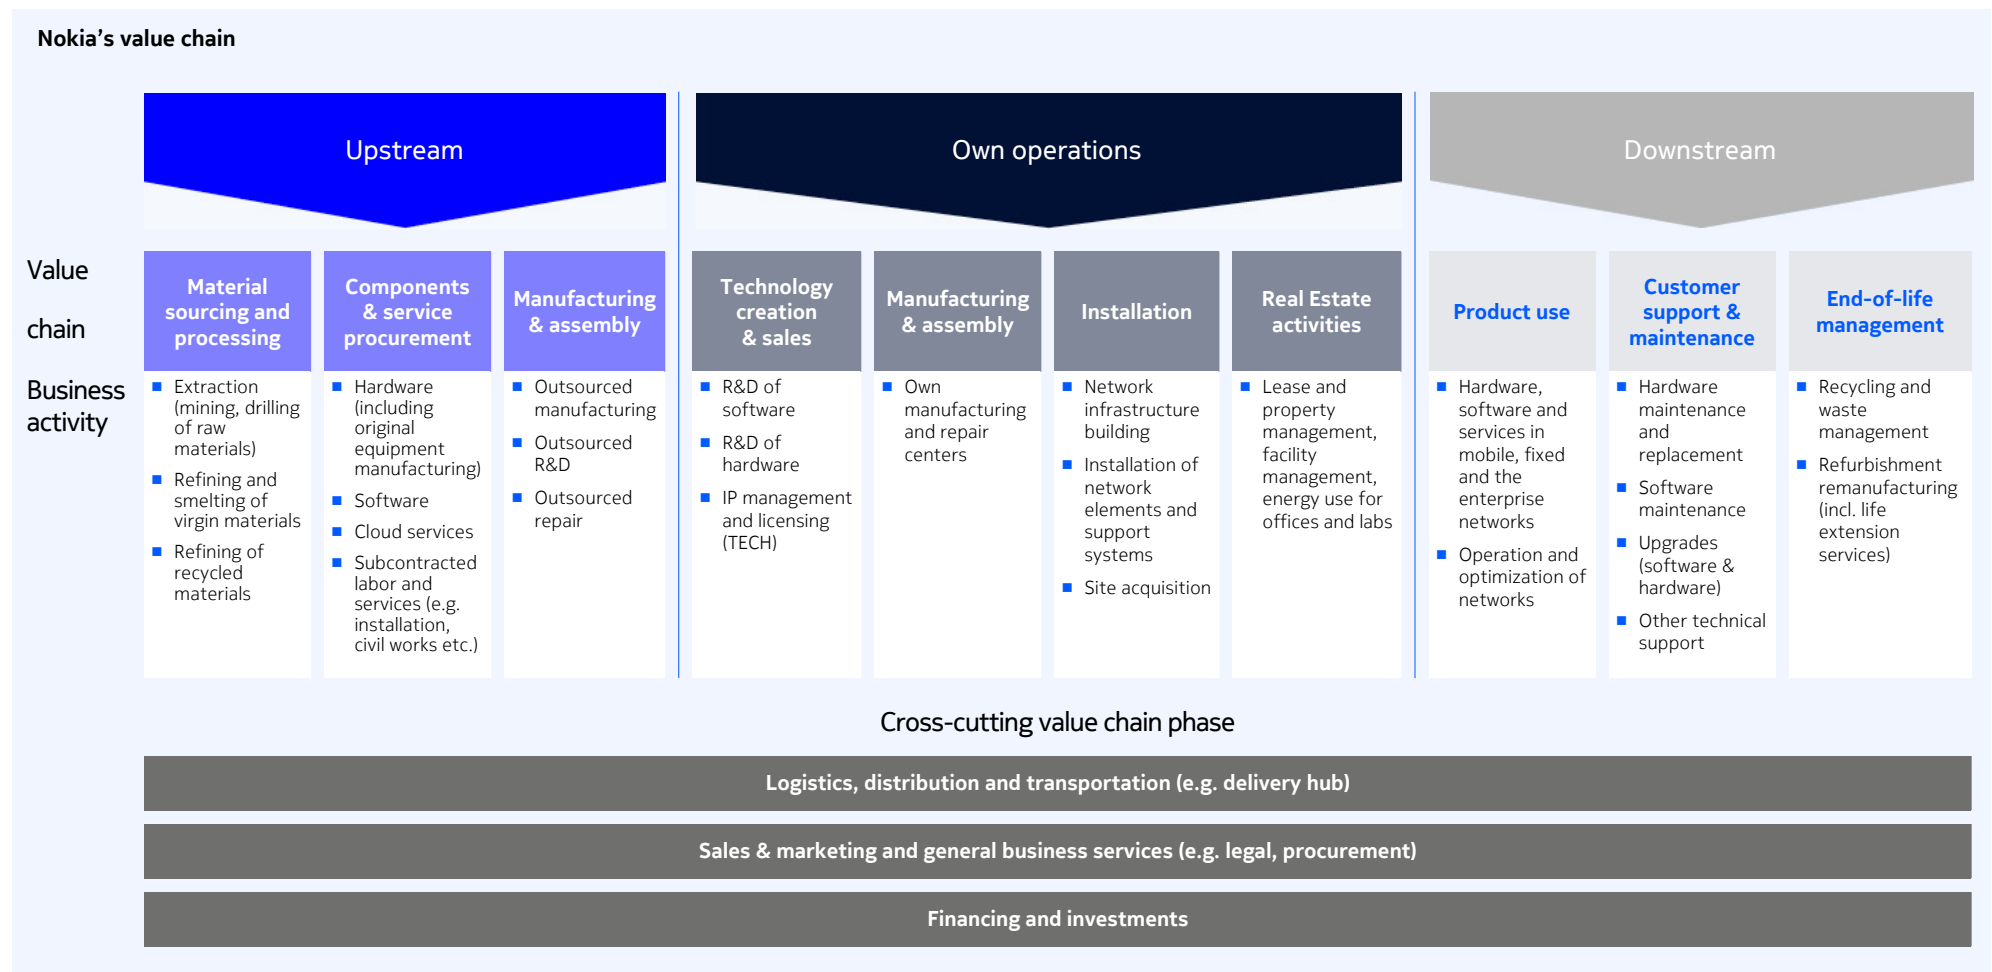 Nokia's value chain
Upstream
Own operations
Downstream
Value
chain
Material
sourcing and
processing
Components
& service
procurement
Manufacturing
& assembly
Technology
creation
& sales
Manufacturing
& assembly
Installation
Real Estate
activities
Product use
Customer
support &
maintenance
End-of-life
management
Business
activity
Extraction
(mining, drilling
of raw
materials)
Refining and
smelting of
virgin materials
Refining of
recycled
materials
Hardware
(including
original
equipment
manufacturing)
Software
Cloud services
Subcontracted
labor and
services (e.g.
installation,
civil works etc.)
Outsourced
manufacturing
Outsourced
R&D
Outsourced
repair
R&D of
software
R&D of
hardware
IP management
and licensing
(TECH)
Own
manufacturing
and repair
centers
Network
infrastructure
building
Installation of
network
elements and
support
systems
Site acquisition
Lease and
property
management,
facility
management,
energy use for
offices and labs
Hardware,
software and
services in
mobile, fixed
and the
enterprise
networks
Operation and
optimization of
networks
Hardware
maintenance
and
replacement
Software
maintenance
Upgrades
(software &
hardware)
Other technical
support
Recycling and
waste
management
Refurbishment
remanufacturing
(incl. life
extension
services)
Cross-cutting value chain phase
Logistics, distribution and transportation (e.g. delivery hub)
Sales & marketing and general business services (e.g. legal, procurement)
Financing and investments